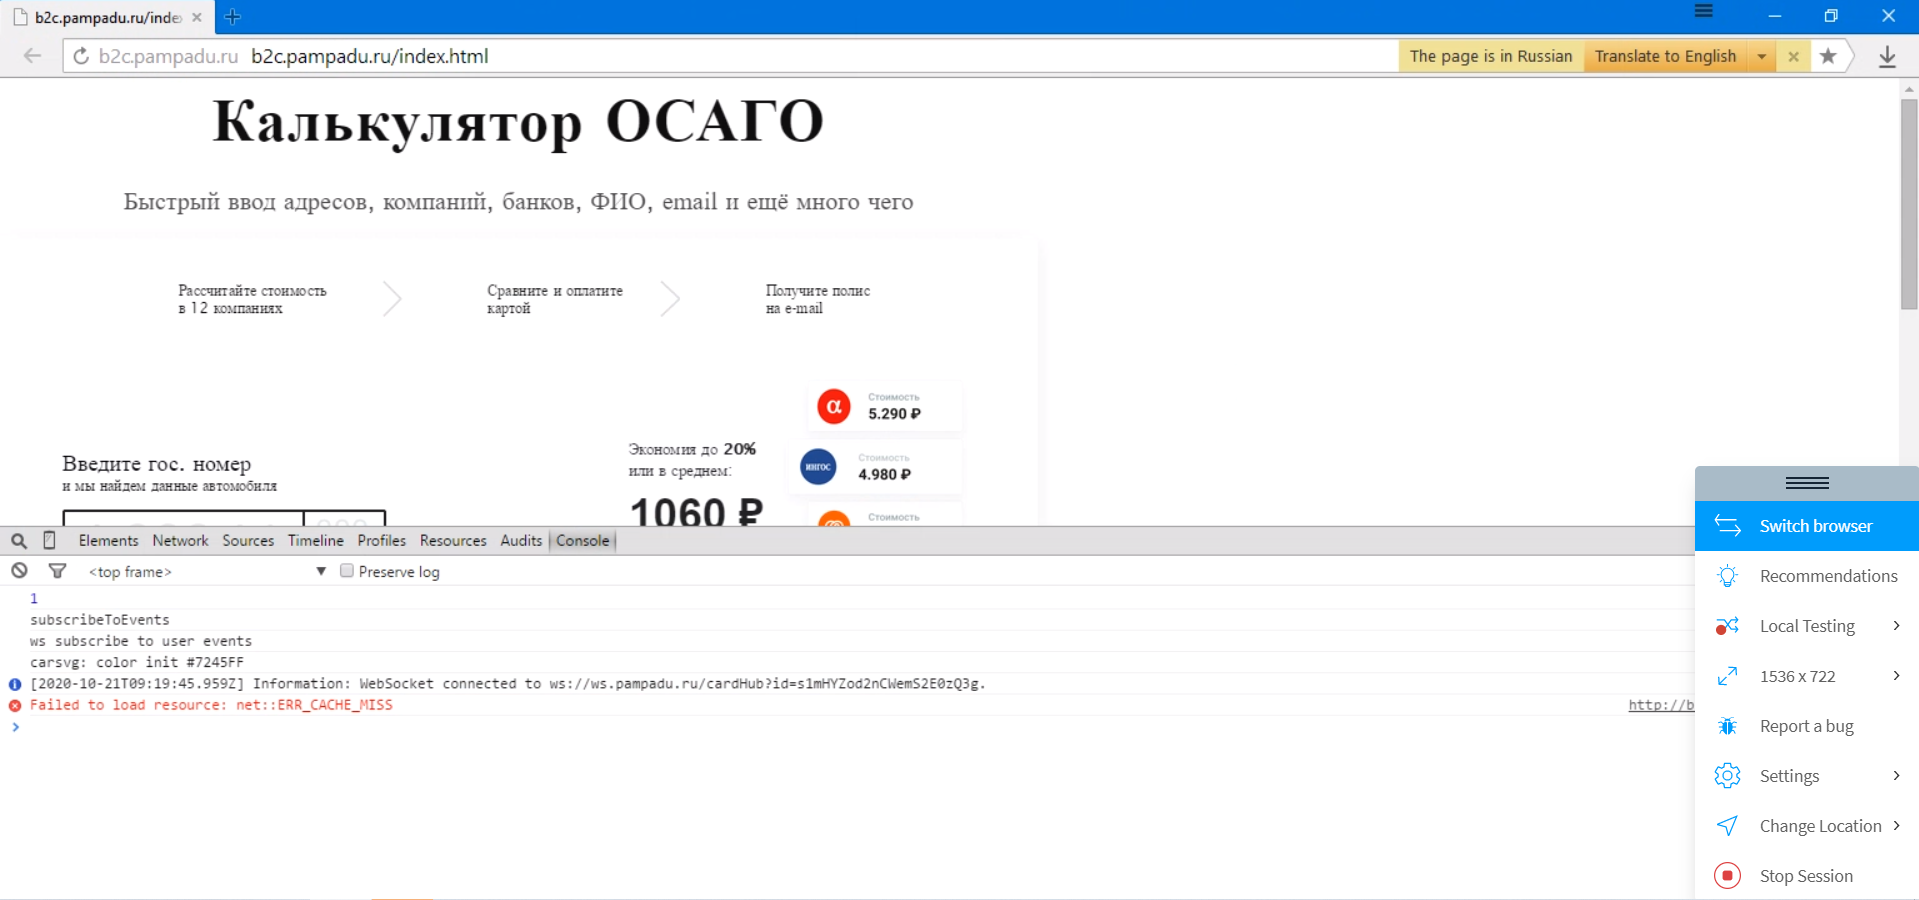 b2c.pampadu.ru/inde
b2c.pampadu.ru b2c.pampadu.ru/index.html The page is in Russian Translate to English
Калькулятор ОСАГО
Быстрый ввод адресов, компаний, банков, ФИО, email и ещё много чего
Рассчитайте стоимость
в 12 компаниях
Сравните и оплатите
картой
Получите полис
на e-mail
Стоимость
5.290 ₽
Экономия до 20%
или в среднем:
1060 ₽
ингос
Стоимость
4.980 ₽
Стоимость
Введите гос. номер
и мы найдем данные автомобиля
Elements Network Sources Timeline Profiles Resources Audits Console
<top frame> Preserve log
1
subscribeToEvents
ws subscribe to user events
carsvg: color init #7245FF
[2020-10-21T09:19:45.959Z] Information: WebSocket connected to ws://ws.pampadu.ru/cardHub?id=s1mHYZod2nCWemS2E0zQ3g.
Failed to load resource: net::ERR_CACHE_MISS http://b
Switch browser
Recommendations
Local Testing
1536 x 722
Report a bug
Settings
Change Location
Stop Session